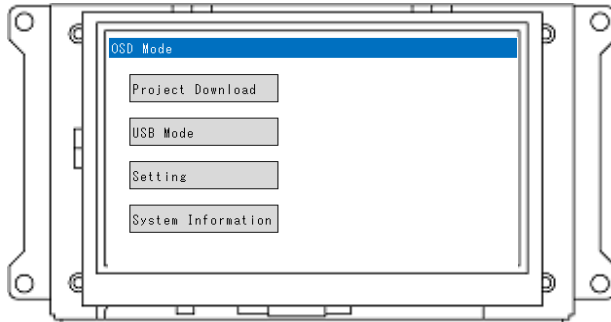 OSD Mode
Project Download
USB Mode
Setting
System Information